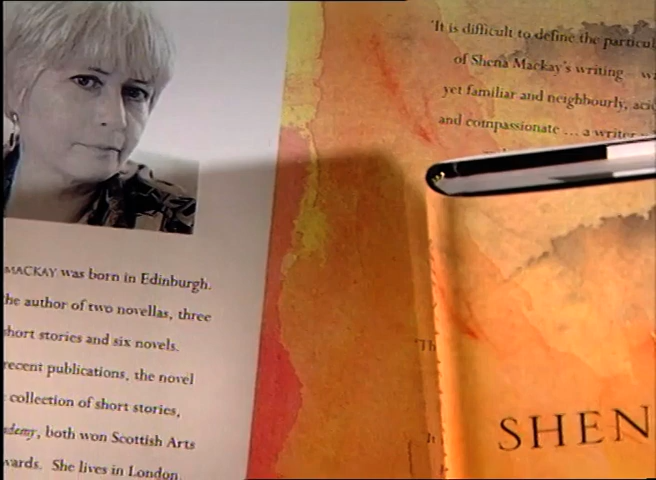 MACKAY was born in Edinburgh.
the author of two novellas, three
short stories and six novels.
recent publications, the novel
collection of short stories,
both won Scottish Arts
She lives in London.
'It is difficult to define the
of Shena Mackay's writing
yet familiar and neighbourly,
and compassionate ... a writer
SHEN